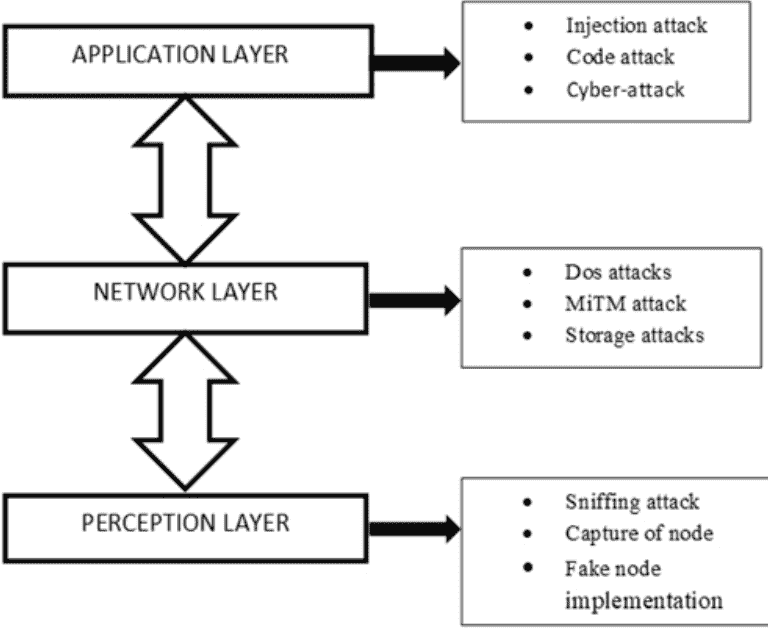 APPLICATION LAYER
• Injection attack
• Code attack
• Cyber-attack
NETWORK LAYER
• Dos attacks
• MiTM attack
• Storage attacks
PERCEPTION LAYER
• Sniffing attack
• Capture of node
• Fake node
implementation